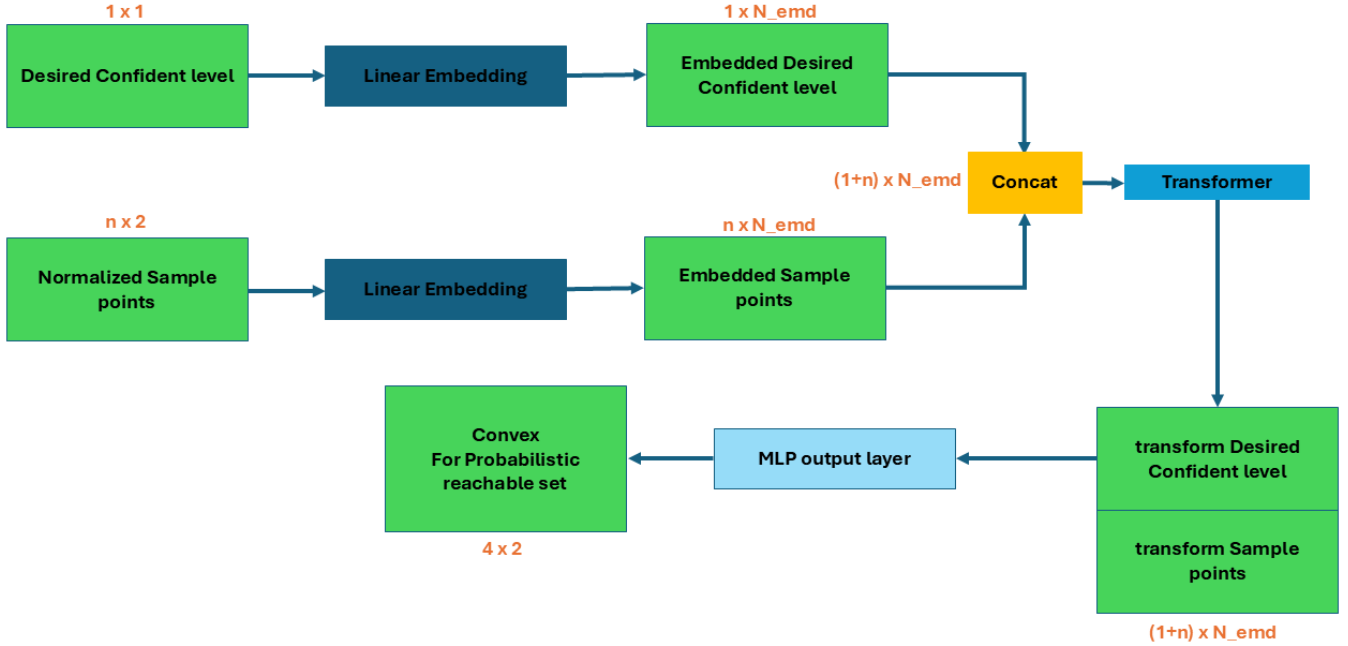 1 x 1
Desired Confident level
Linear Embedding
1 x N_emd
Embedded Desired
Confident level
(1+n) x N_emd
Concat
Transformer
n x 2
Normalized Sample
points
Linear Embedding
n x N_emd
Embedded Sample
points
transform Desired
Confident level
transform Sample
points
(1+n) x N_emd
MLP output layer
Convex
For Probabilistic
reachable set
4 x 2